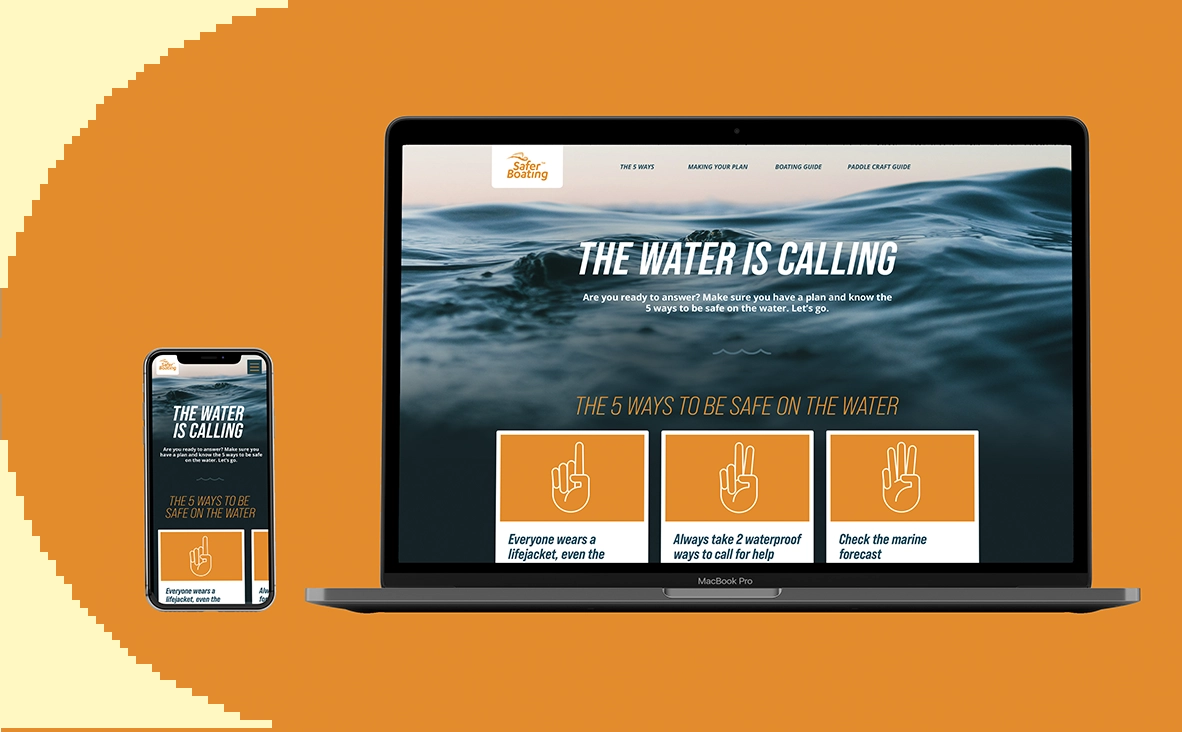 Safer™
Boating
THE 5 WAYS
MAKING YOUR PLAN
BOATING GUIDE
PADDLE CRAFT GUIDE
THE WATER IS CALLING
Are you ready to answer? Make sure you have a plan and know the
5 ways to be safe on the water. Let's go.
THE 5 WAYS TO BE SAFE ON THE WATER
Everyone wears a
lifejacket, even the
Always take 2 waterproof
ways to call for help
Check the marine
forecast
MacBook Pro
Safer
Boating
THE WATER
IS CALLING
Are you ready to answer? Make sure you
have a plan and know the 5 ways to be safe
on the water. Let's go.
THE 5 WAYS TO BE
SAFE ON THE WATER
Everyone wears a
lifejacket, even the